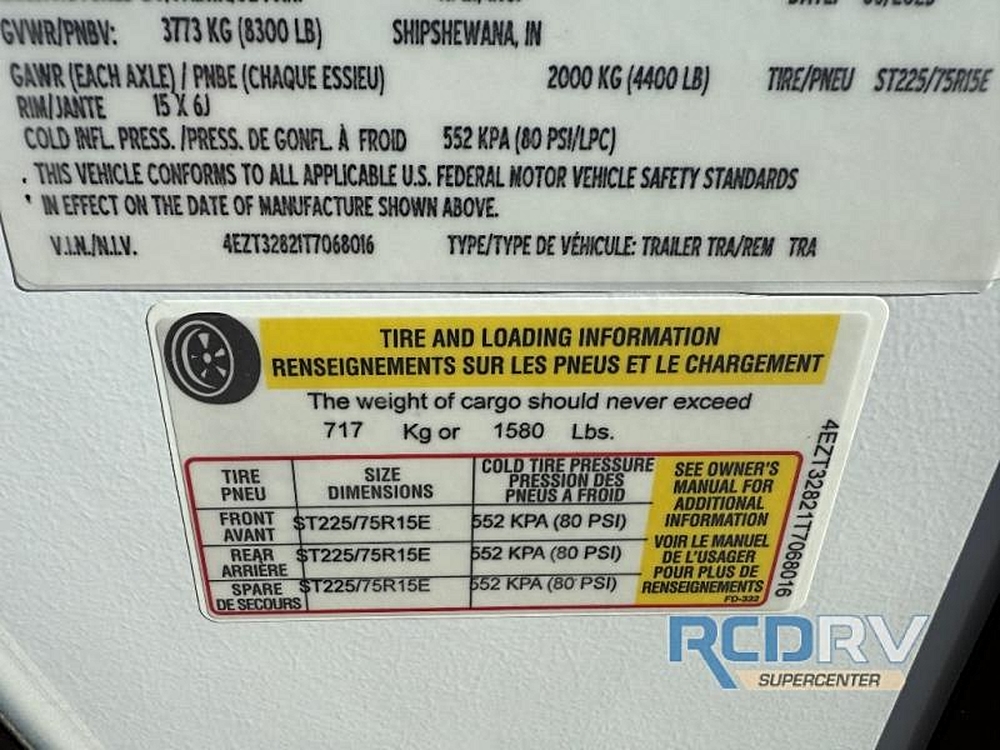 GVWR/PNBV: 3773 KG (8300 LB) SHIPSHEWANA, IN
GAWR (EACH AXLE) / PNBE (CHAQUE ESSIEU) 2000 KG (4400 LB) TIRE/PNEU ST225/75R15E
RIM/JANTE 15 X 6J
COLD INFL. PRESS. /PRESS. DE GONFL. À FROID 552 KPA (80 PSI/LPC)
. THIS VEHICLE CONFORMS TO ALL APPLICABLE U.S. FEDERAL MOTOR VEHICLE SAFETY STANDARDS
' IN EFFECT ON THE DATE OF MANUFACTURE SHOWN ABOVE.
V.I.N./N.I.V. 4EZT32821T7068016 TYPE/TYPE DE VÉHICULE: TRAILER TRA/REM TRA
TIRE AND LOADING INFORMATION
RENSEIGNEMENTS SUR LES PNEUS ET LE CHARGEMENT
The weight of cargo should never exceed
717 Kg or 1580 Lbs.
TIRE
PNEU
SIZE
DIMENSIONS
COLD TIRE PRESSURE
PRESSION DES
PNEUS A FROID
FRONT
AVANT
ST225/75R15E
552 KPA (80 PSI)
REAR
ARRIÈRE
ST225/75R15E
552 KPA (80 PSI)
SPARE
DE SECOURS
ST225/75R15E
552 KPA (80 PSI)
SEE OWNER'S
MANUAL FOR
ADDITIONAL
INFORMATION
VOIR LE MANUEL
DE L'USAGER
POUR PLUS DE
RENSEIGNEMENTS
FD-332
4EZT32821T7068016
RCDRV
SUPERCENTER